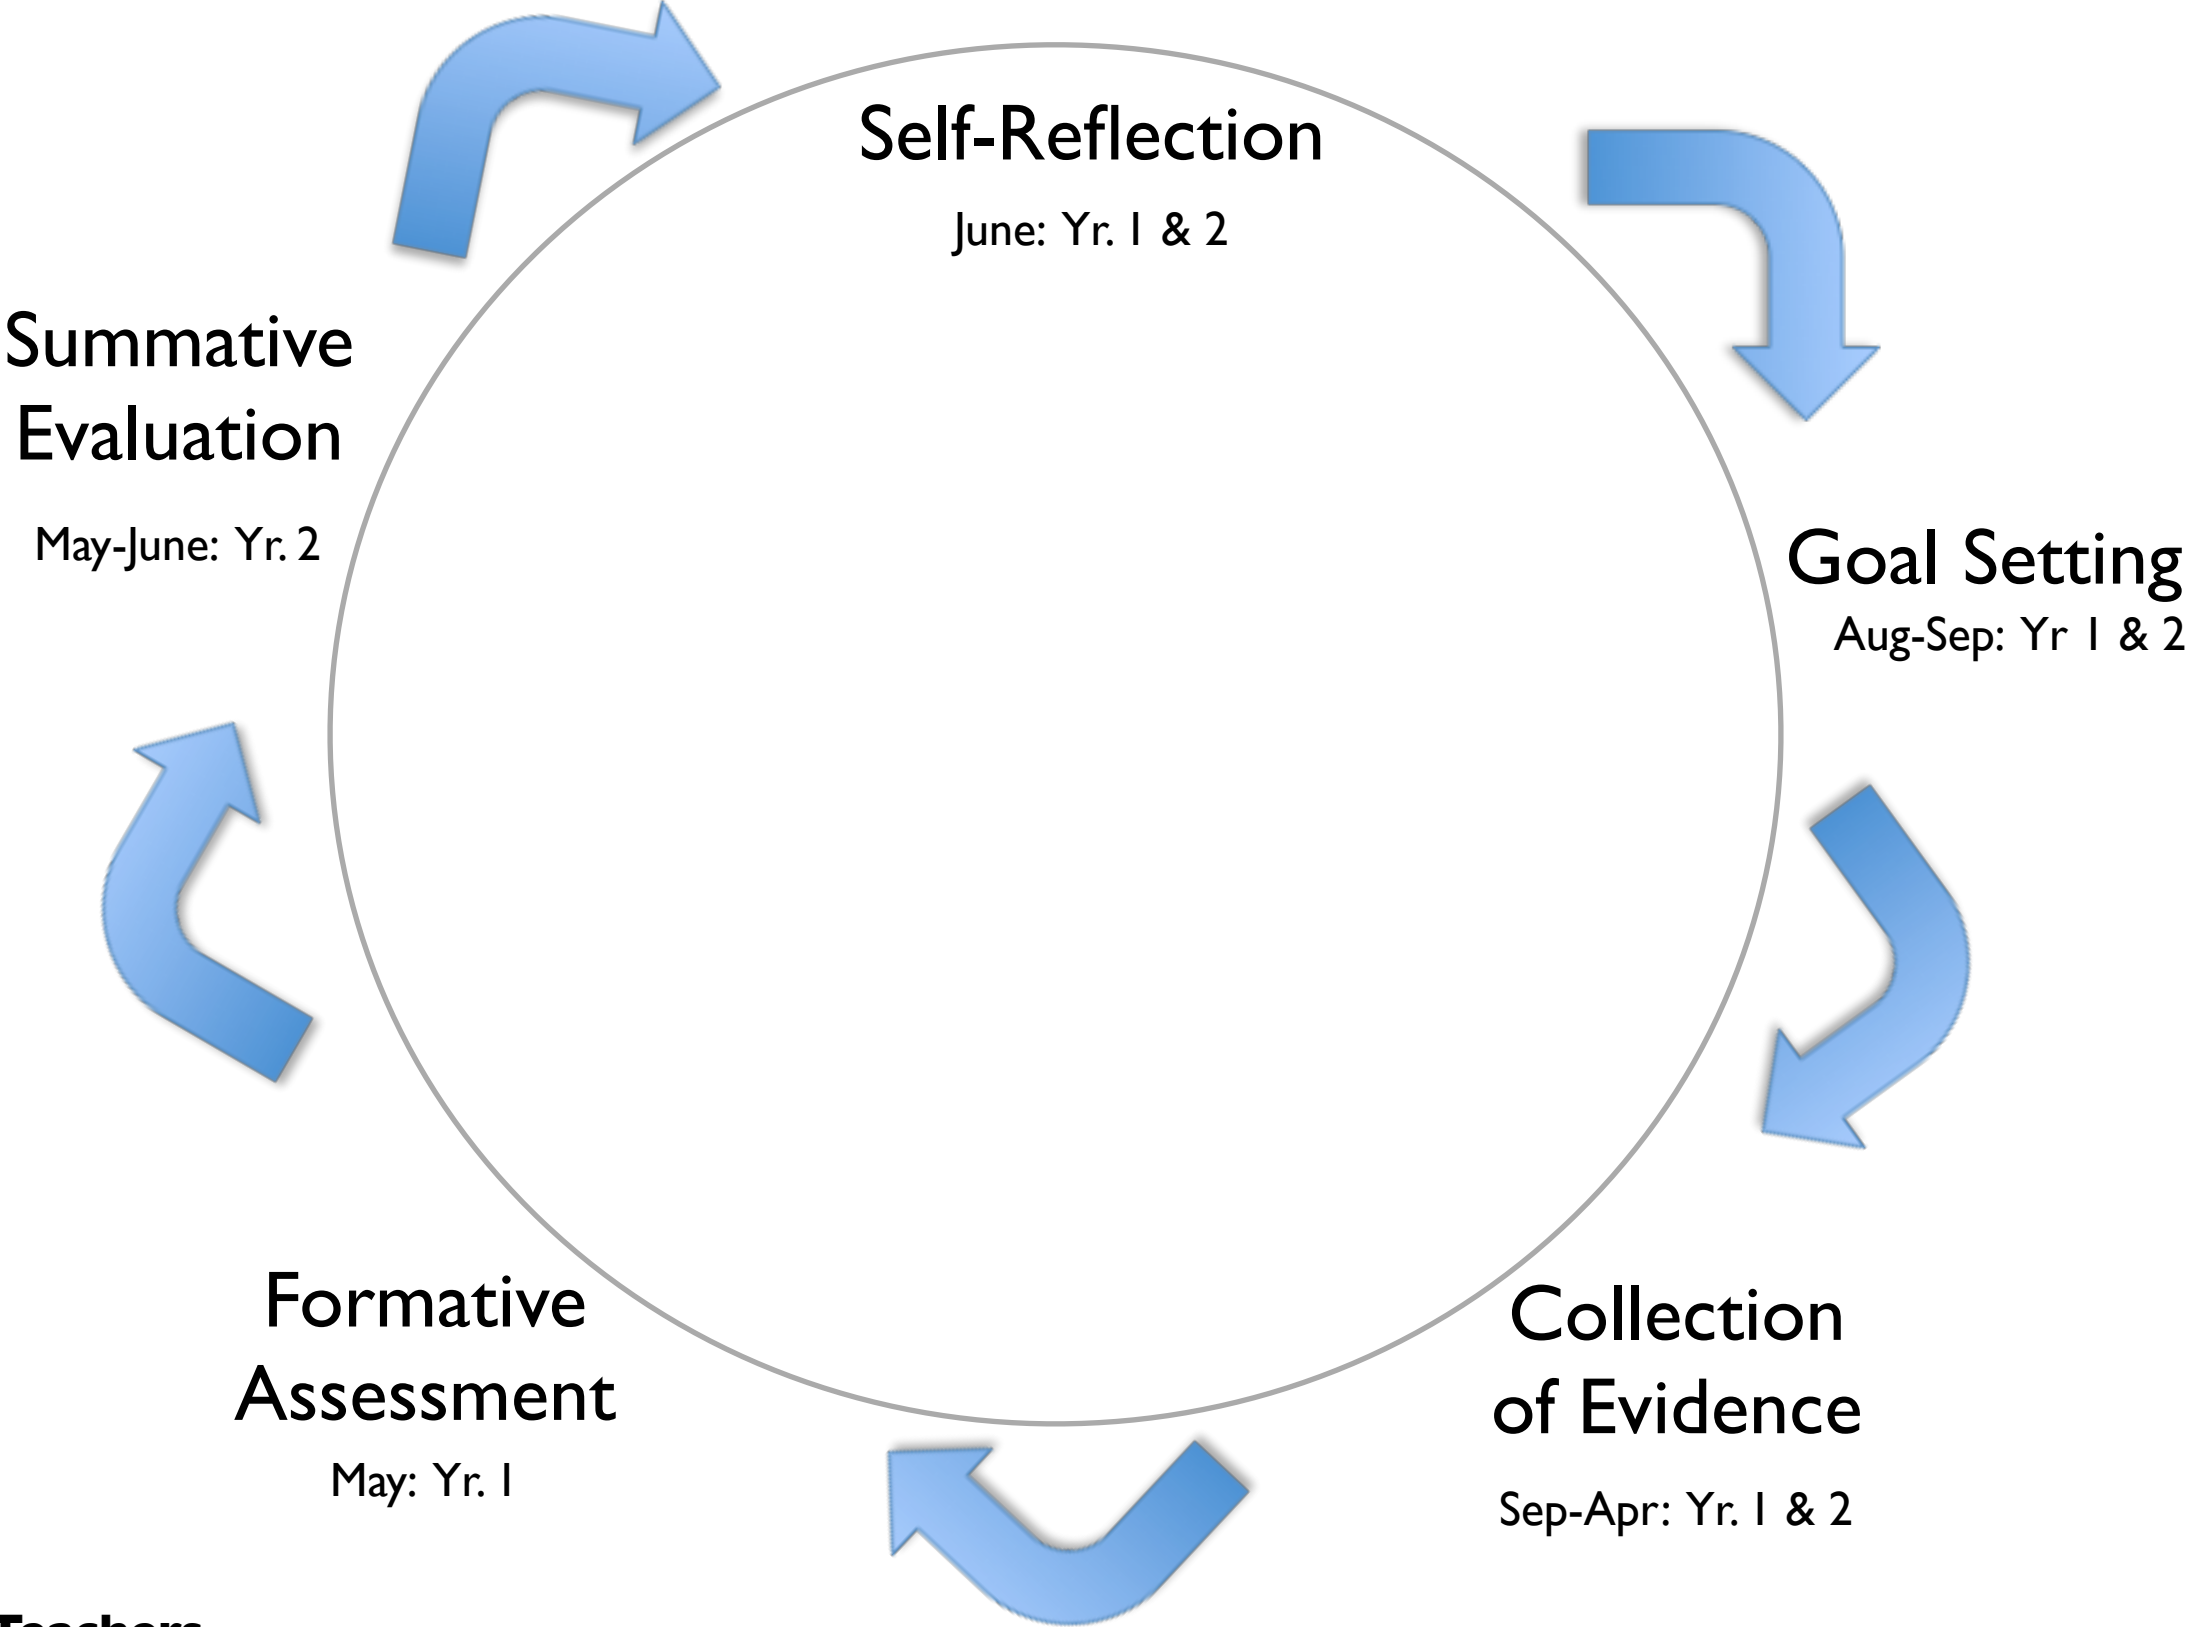 Self-Reflection
June: Yr. 1 & 2
Goal Setting
Aug-Sep: Yr 1 & 2
Collection
of Evidence
Sep-Apr: Yr. 1 & 2
Formative
Assessment
May: Yr. 1
Summative
Evaluation
May-June: Yr. 2
Teachers